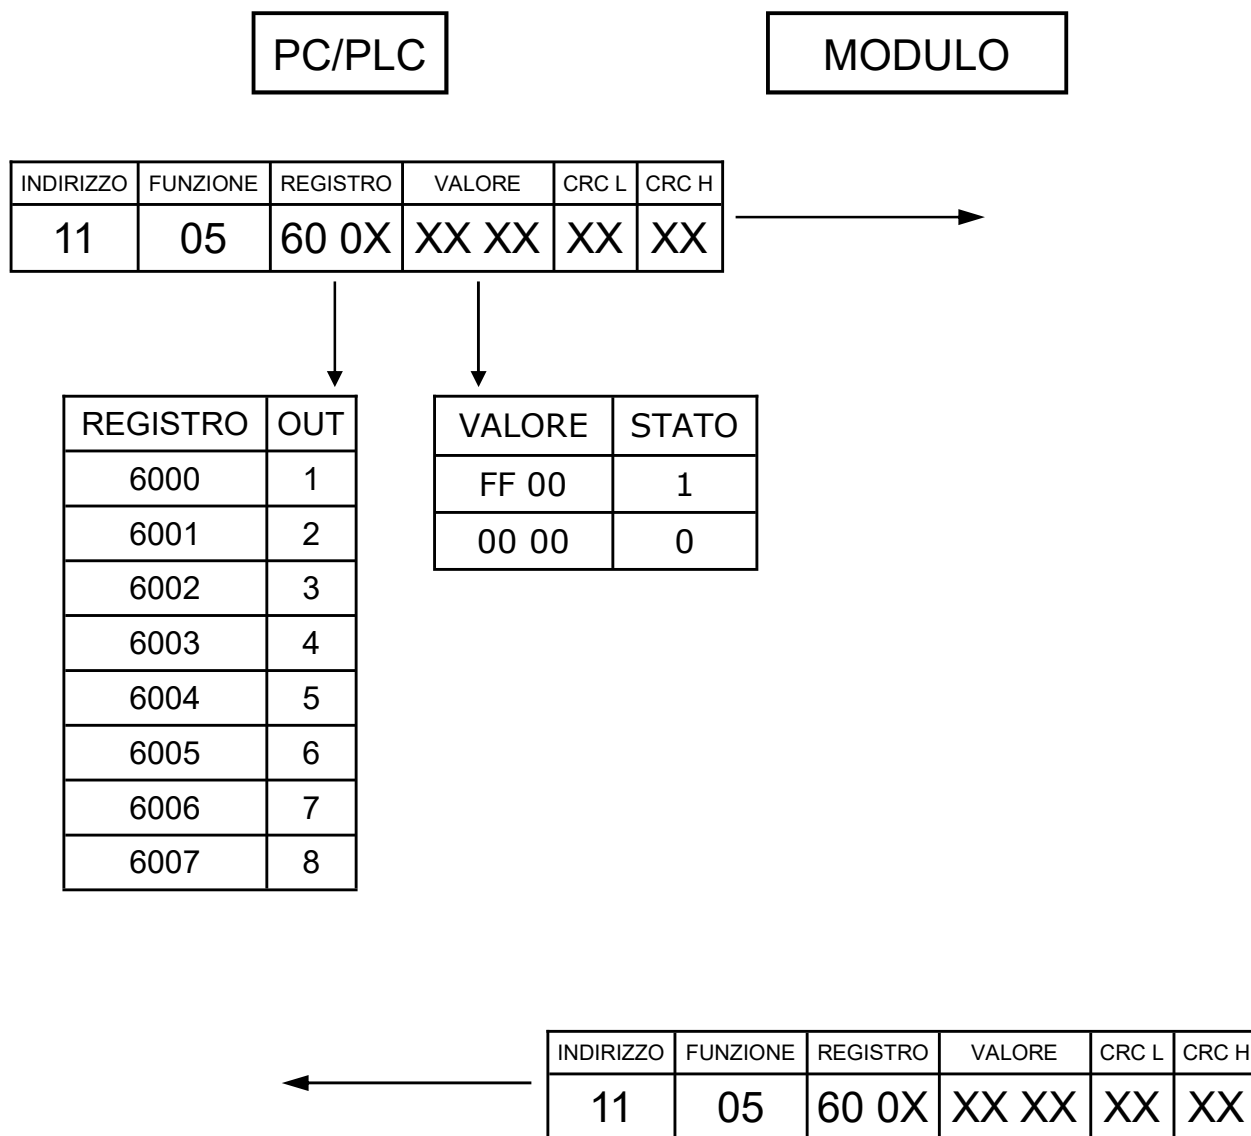 PC/PLC MODULO
INDIRIZZO FUNZIONE REGISTRO VALORE CRC L CRC H
11 05 60 0X XX XX XX XX
REGISTRO OUT
6000 1
6001 2
6002 3
6003 4
6004 5
6005 6
6006 7
6007 8
VALORE STATO
FF 00 1
00 00 0
INDIRIZZO FUNZIONE REGISTRO VALORE CRC L CRC H
11 05 60 0X XX XX XX XX